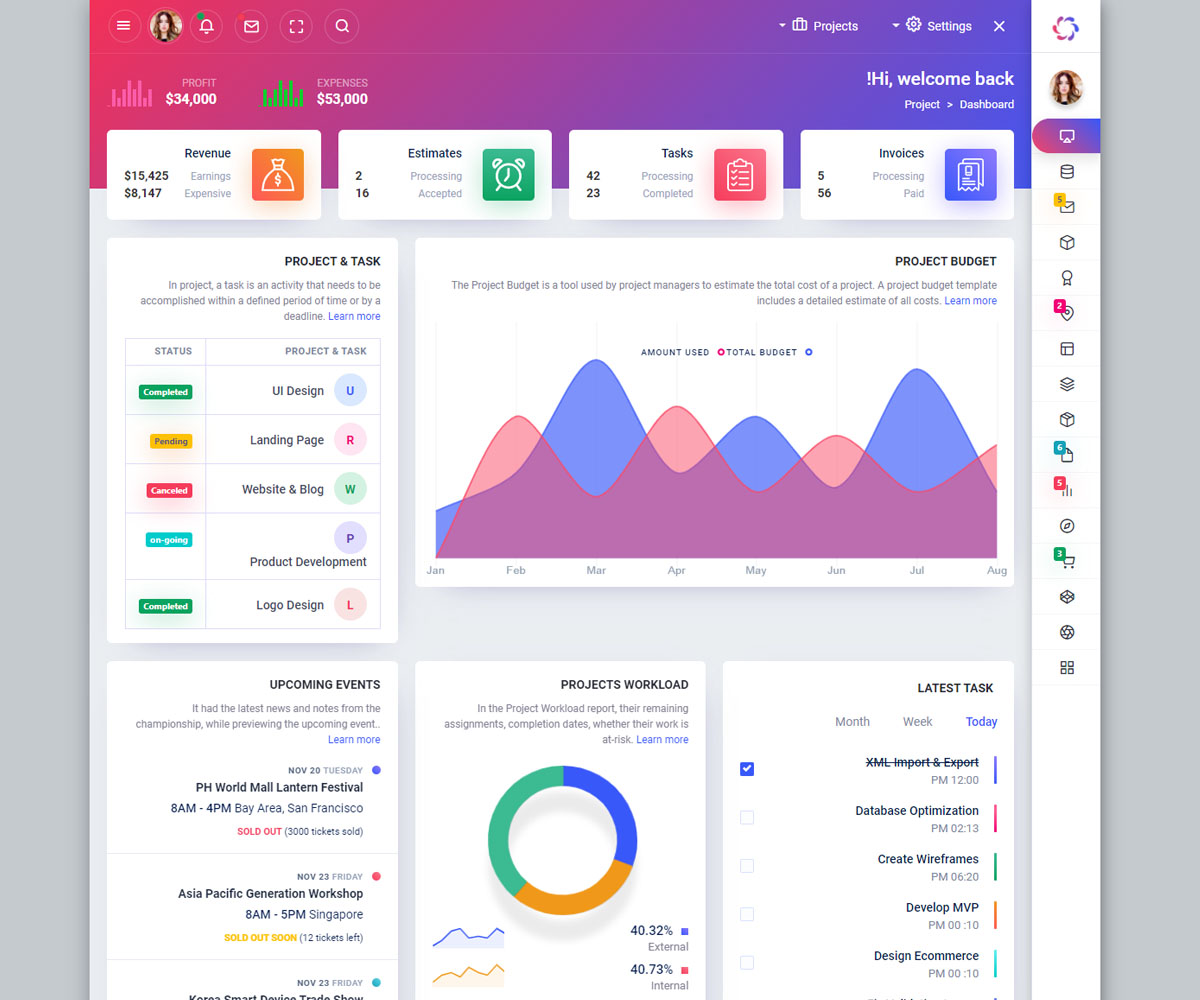 Projects
Settings
PROFIT
$34,000
EXPENSES
$53,000
!Hi, welcome back
Project > Dashboard
Revenue
$15,425 Earnings
$8,147 Expensive
Estimates
2 Processing
16 Accepted
Tasks
42 Processing
23 Completed
Invoices
5 Processing
56 Paid
5
2
6
5
3
PROJECT & TASK
In project, a task is an activity that needs to be
accomplished within a defined period of time or by a
deadline. Learn more
STATUS PROJECT & TASK
Completed UI Design U
Pending Landing Page R
Canceled Website & Blog W
on-going P
Product Development
Completed Logo Design L
PROJECT BUDGET
The Project Budget is a tool used by project managers to estimate the total cost of a project. A project budget template
includes a detailed estimate of all costs. Learn more
AMOUNT USED TOTAL BUDGET
Jan Feb Mar Apr May Jun Jul Aug
UPCOMING EVENTS
It had the latest news and notes from the
championship, while previewing the upcoming event..
Learn more
NOV 20 TUESDAY
PH World Mall Lantern Festival
8AM - 4PM Bay Area, San Francisco
SOLD OUT (3000 tickets sold)
NOV 23 FRIDAY
Asia Pacific Generation Workshop
8AM - 5PM Singapore
SOLD OUT SOON (12 tickets left)
NOV 23 FRIDAY
Korea Smart Device Trade Show
PROJECTS WORKLOAD
In the Project Workload report, their remaining
assignments, completion dates, whether their work is
at-risk. Learn more
40.32%
External
40.73%
Internal
LATEST TASK
Month Week Today
XML Import & Export
PM 12:00
Database Optimization
PM 02:13
Create Wireframes
PM 06:20
Develop MVP
PM 00 :10
Design Ecommerce
PM 00 :10